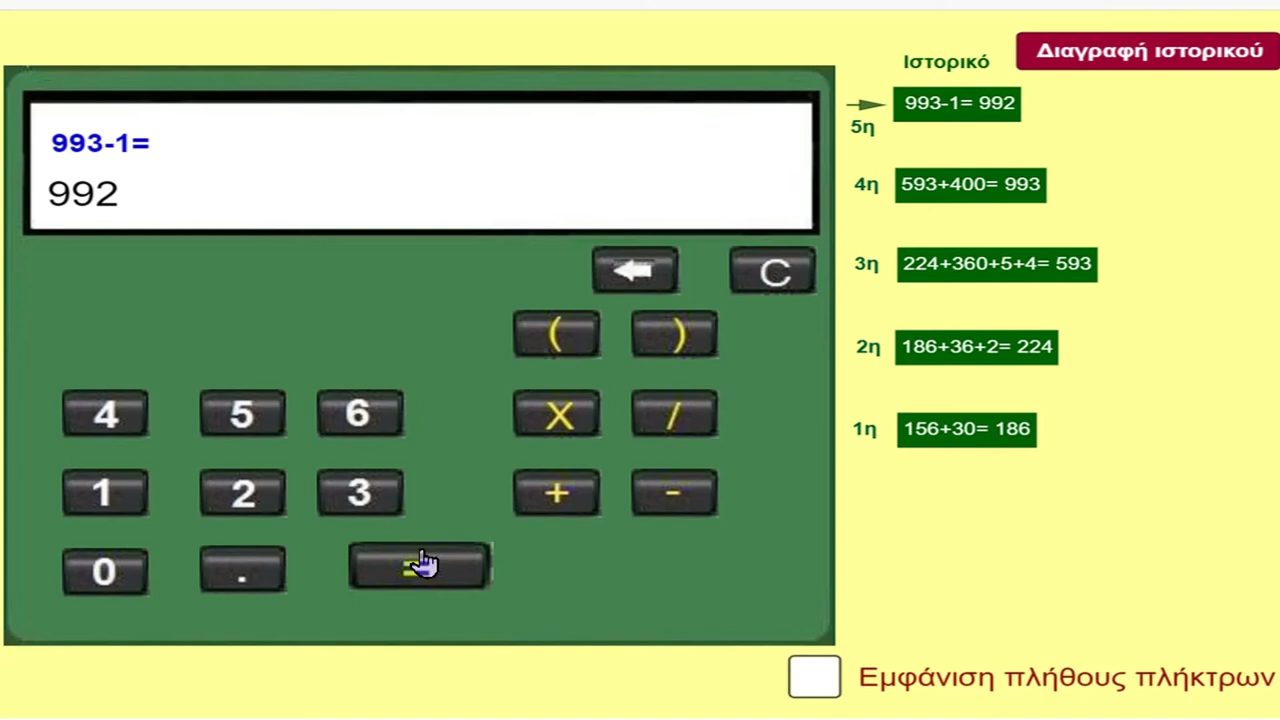 Ιστορικό
Διαγραφή ιστορικού
993-1=
992
993-1= 992
5η
4η
593+400= 993
3η
224+360+5+4= 593
2η
186+36+2= 224
1η
156+30= 186
C
( )
4 5 6 X /
1 2 3 + -
0 . =
Εμφάνιση πλήθους πλήκτρων